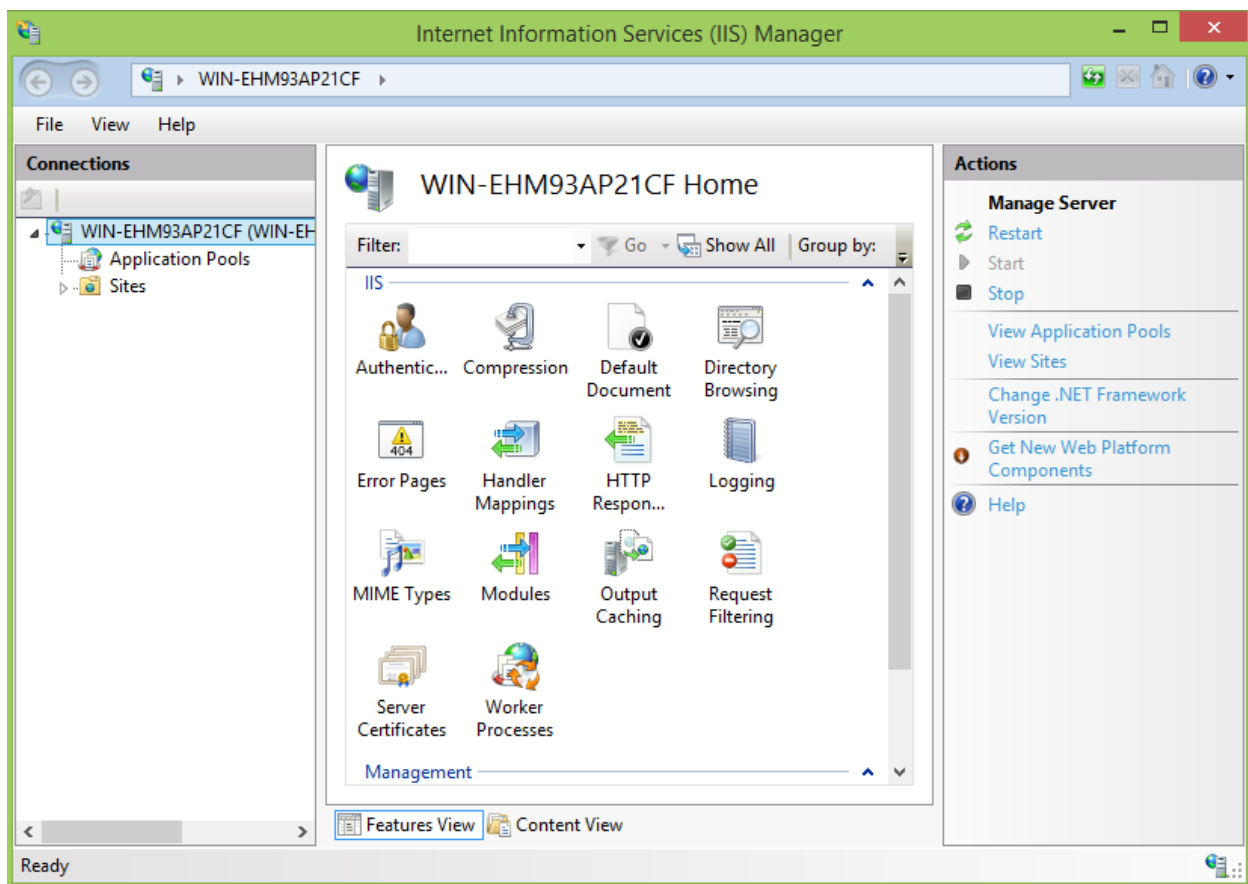 Internet Information Services (IIS) Manager
WIN-EHM93AP21CF
File View Help
Connections
WIN-EHM93AP21CF (WIN-EH
Application Pools
Sites
WIN-EHM93AP21CF Home
Filter: Go Show All Group by:
IIS
Authentic... Compression Default Document Directory Browsing
404
Error Pages Handler Mappings HTTP Respon... Logging
MIME Types Modules Output Caching Request Filtering
Server Certificates Worker Processes
Management
Features View Content View
Actions
Manage Server
Restart
Start
Stop
View Application Pools
View Sites
Change .NET Framework
Version
Get New Web Platform
Components
Help
Ready